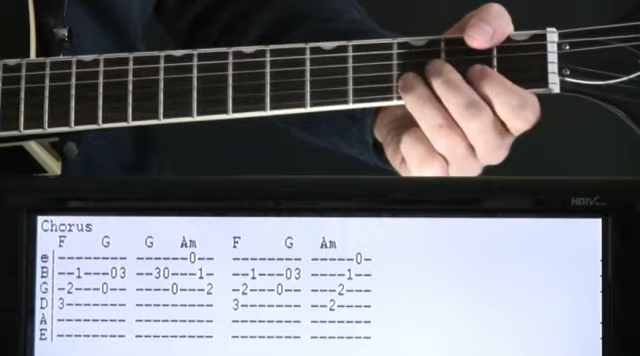 HDTV
Chorus
F G G Am F G Am
e|-------- ------0-- -------- -----0-
B|--1---03 --30---1- --1---03 ----1--
G|-2---0-- ----0---2 -2---0-- ---2---
D|3------- --------- 3------- --2----
A|-------- --------- -------- -------
E|-------- --------- -------- -------